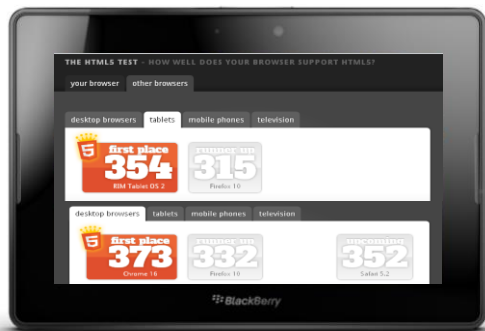 THE HTML5 TEST - HOW WELL DOES YOUR BROWSER SUPPORT HTML5?
your browser other browsers
desktop browsers tablets mobile phones television
5 first place runner up
354 315
RIM Tablet OS 2 Firefox 10
desktop browsers tablets mobile phones television
5 first place runner up upcoming
373 332 352
Chrome 16 Firefox 10 Safari 5.2
BlackBerry